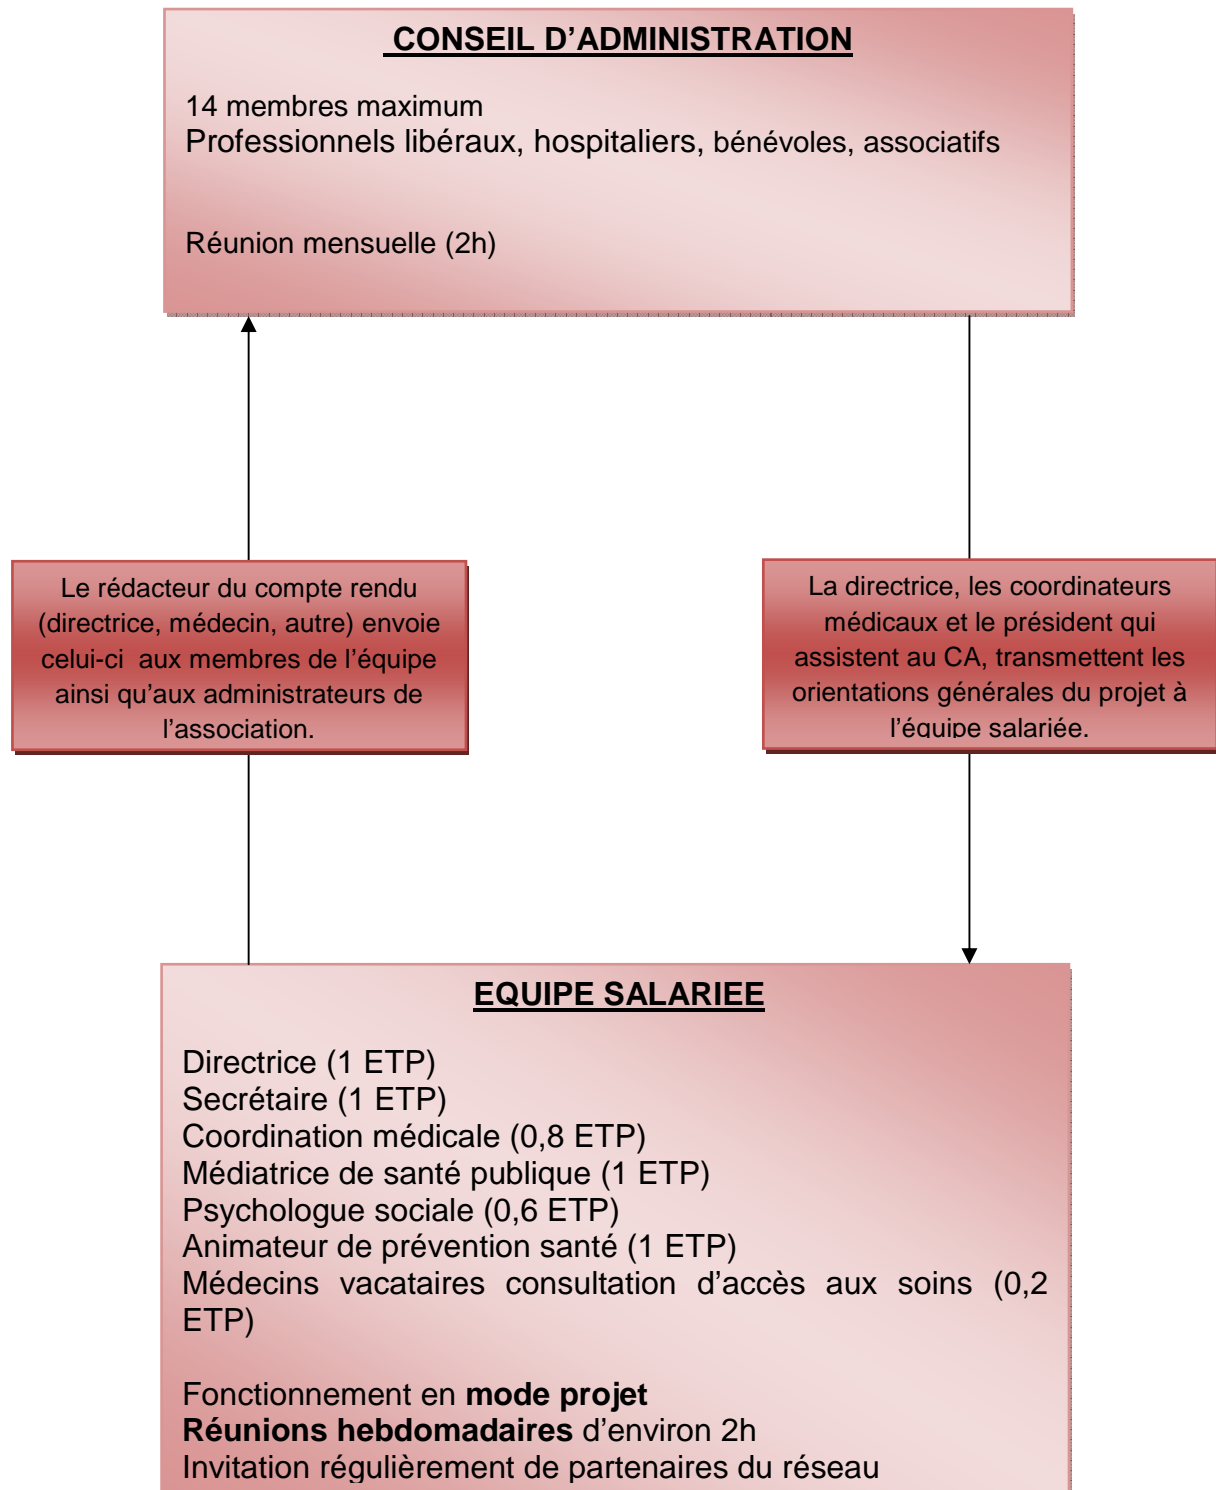 CONSEIL D’ADMINISTRATION
14 membres maximum
Professionnels libéraux, hospitaliers, bénévoles, associatifs
Réunion mensuelle (2h)
Le rédacteur du compte rendu
(directrice, médecin, autre) envoie
celui-ci aux membres de l’équipe
ainsi qu’aux administrateurs de
l’association.
La directrice, les coordinateurs
médicaux et le président qui
assistent au CA, transmettent les
orientations générales du projet à
l’équipe salariée.
EQUIPE SALARIEE
Directrice (1 ETP)
Secrétaire (1 ETP)
Coordination médicale (0,8 ETP)
Médiatrice de santé publique (1 ETP)
Psychologue sociale (0,6 ETP)
Animateur de prévention santé (1 ETP)
Médecins vacataires consultation d’accès aux soins (0,2
ETP)
Fonctionnement en mode projet
Réunions hebdomadaires d’environ 2h
Invitation régulièrement de partenaires du réseau